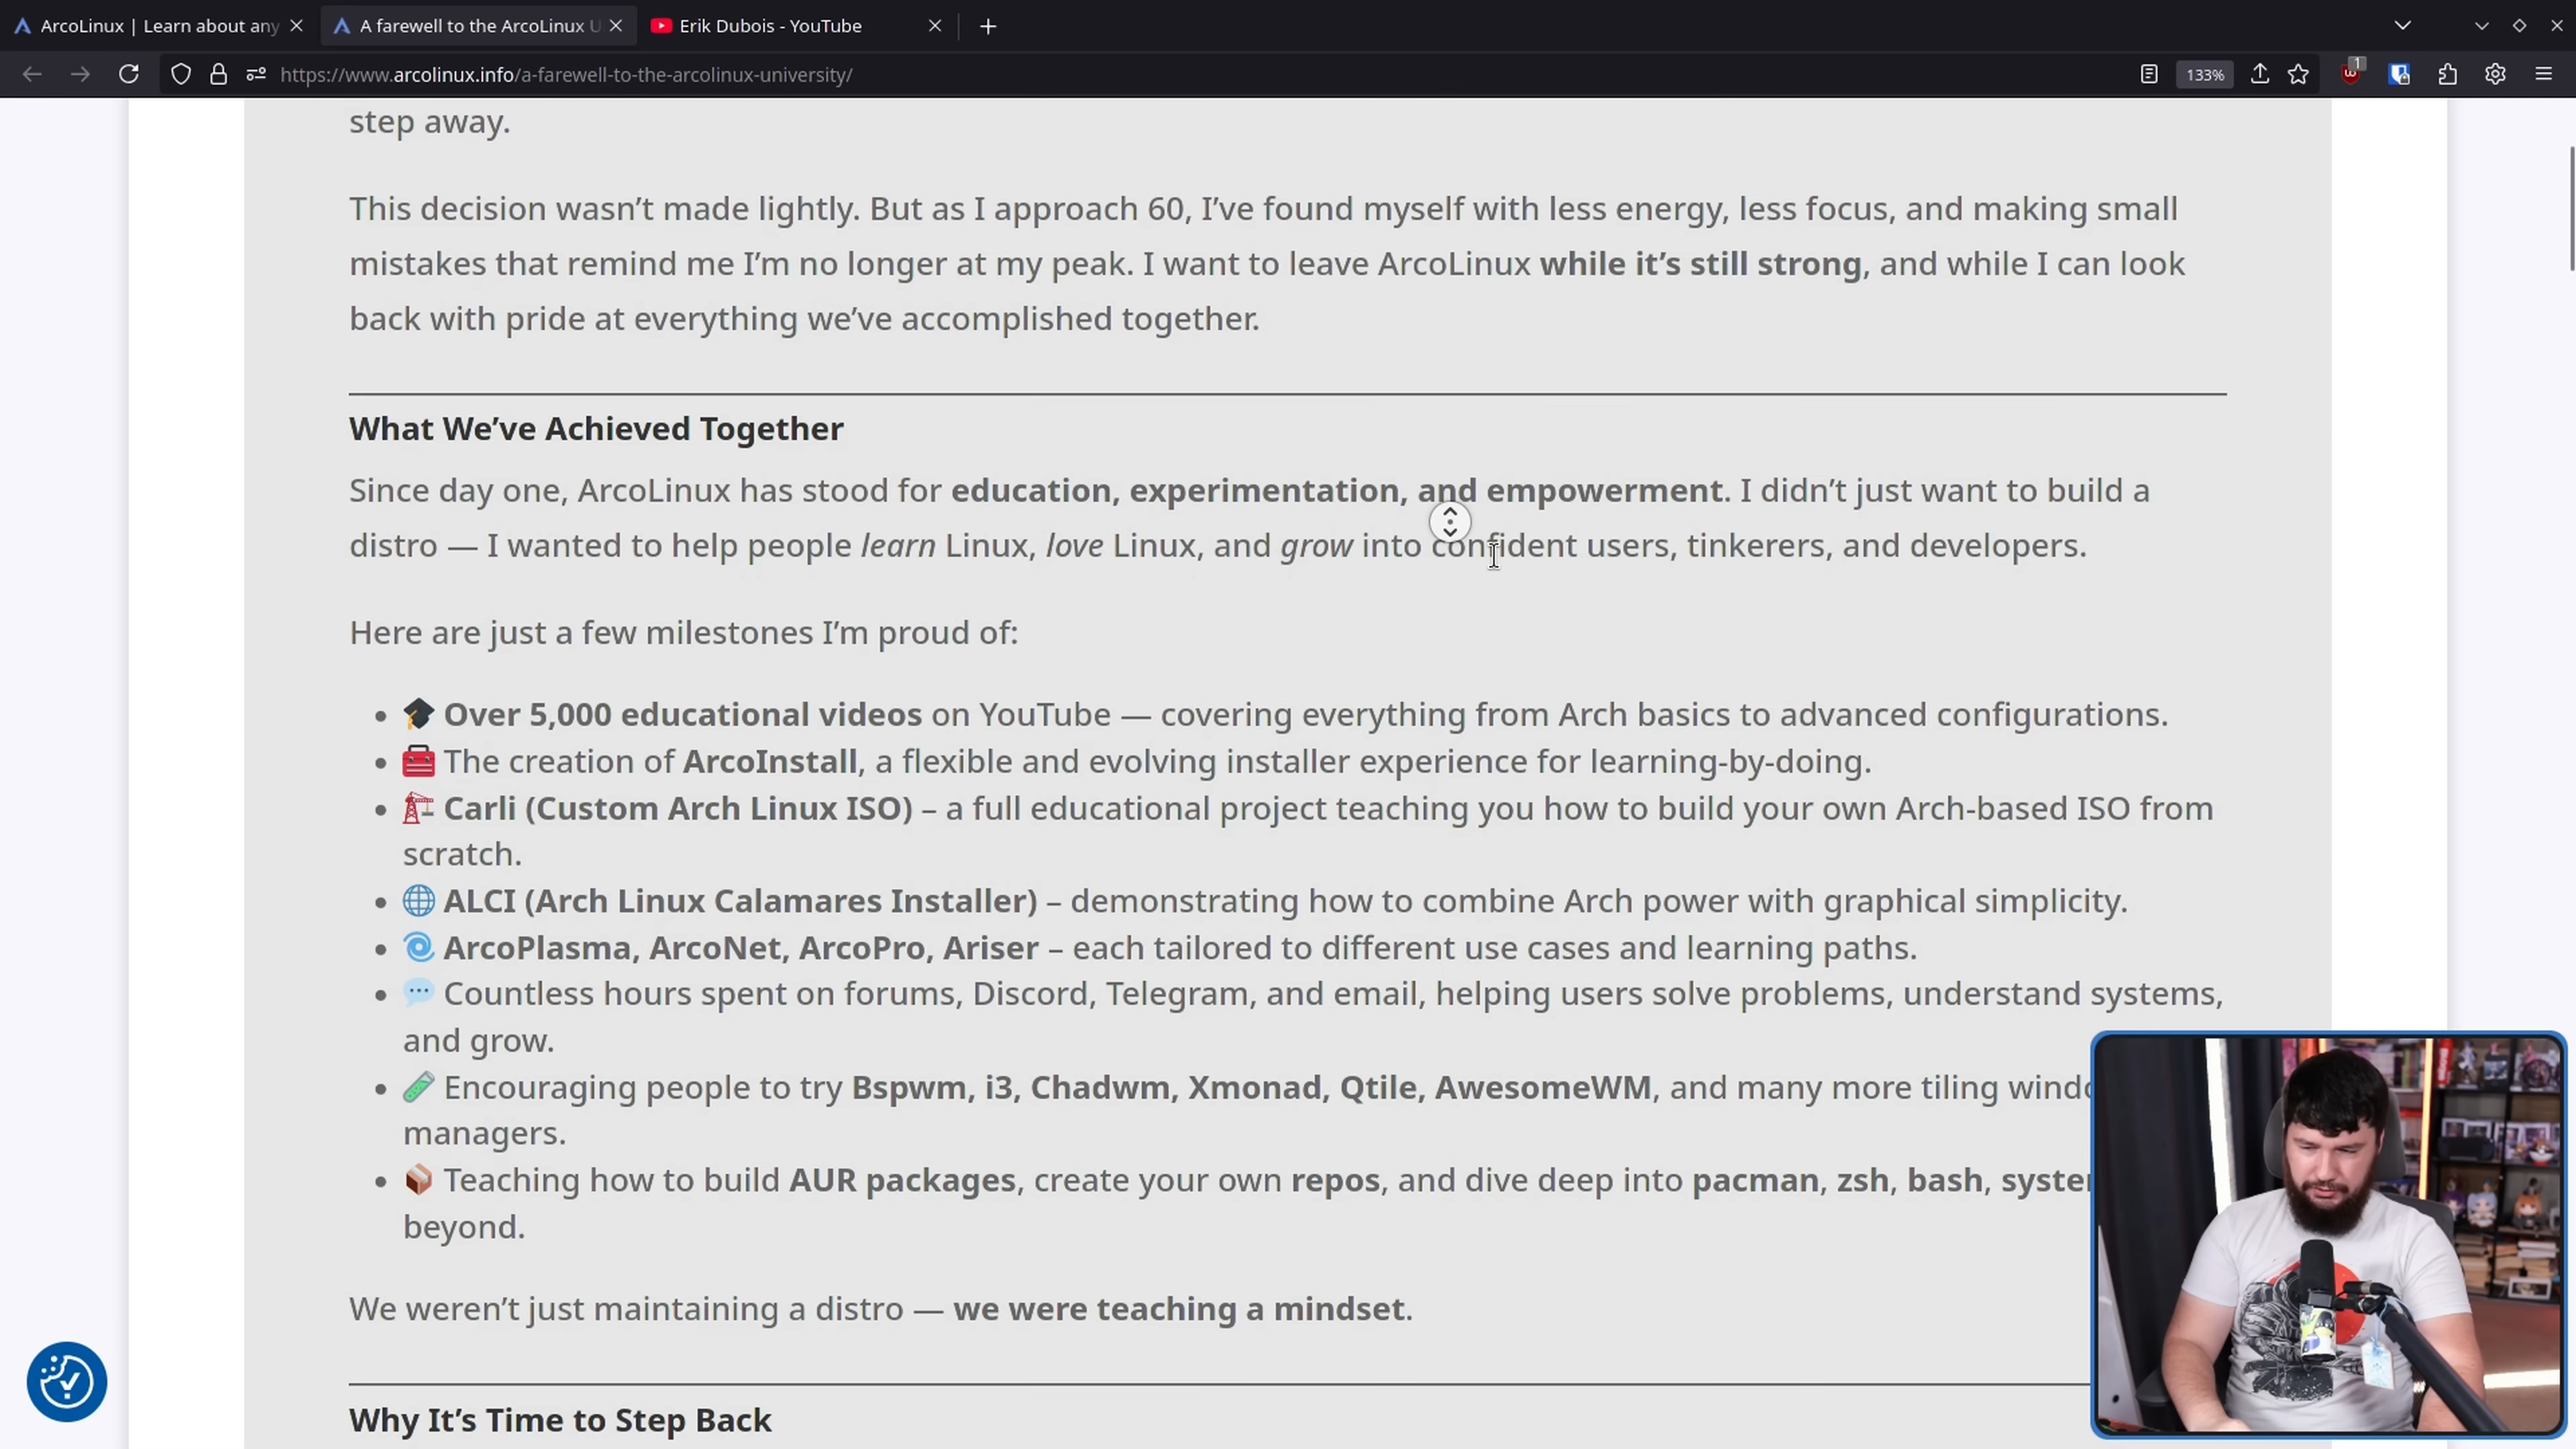 ArcoLinux | Learn about any
A farewell to the ArcoLinux U
Erik Dubois - YouTube
https://www.arcolinux.info/a-farewell-to-the-arcolinux-university/
133%
1
step away.
This decision wasn’t made lightly. But as I approach 60, I’ve found myself with less energy, less focus, and making small
mistakes that remind me I’m no longer at my peak. I want to leave ArcoLinux while it’s still strong, and while I can look
back with pride at everything we’ve accomplished together.
What We’ve Achieved Together
Since day one, ArcoLinux has stood for education, experimentation, and empowerment. I didn’t just want to build a
distro — I wanted to help people learn Linux, love Linux, and grow into confident users, tinkerers, and developers.
Here are just a few milestones I’m proud of:
• 🎓 Over 5,000 educational videos on YouTube — covering everything from Arch basics to advanced configurations.
• 🧰 The creation of ArcoInstall, a flexible and evolving installer experience for learning-by-doing.
• 🏗️ Carli (Custom Arch Linux ISO) – a full educational project teaching you how to build your own Arch-based ISO from
scratch.
• 🌐 ALCI (Arch Linux Calamares Installer) – demonstrating how to combine Arch power with graphical simplicity.
• 🌀 ArcoPlasma, ArcoNet, ArcoPro, Ariser – each tailored to different use cases and learning paths.
• 💬 Countless hours spent on forums, Discord, Telegram, and email, helping users solve problems, understand systems,
and grow.
• 🧪 Encouraging people to try Bspwm, i3, Chadwm, Xmonad, Qtile, AwesomeWM, and many more tiling windo
managers.
• 📦 Teaching how to build AUR packages, create your own repos, and dive deep into pacman, zsh, bash, syste
beyond.
We weren’t just maintaining a distro — we were teaching a mindset.
Why It’s Time to Step Back